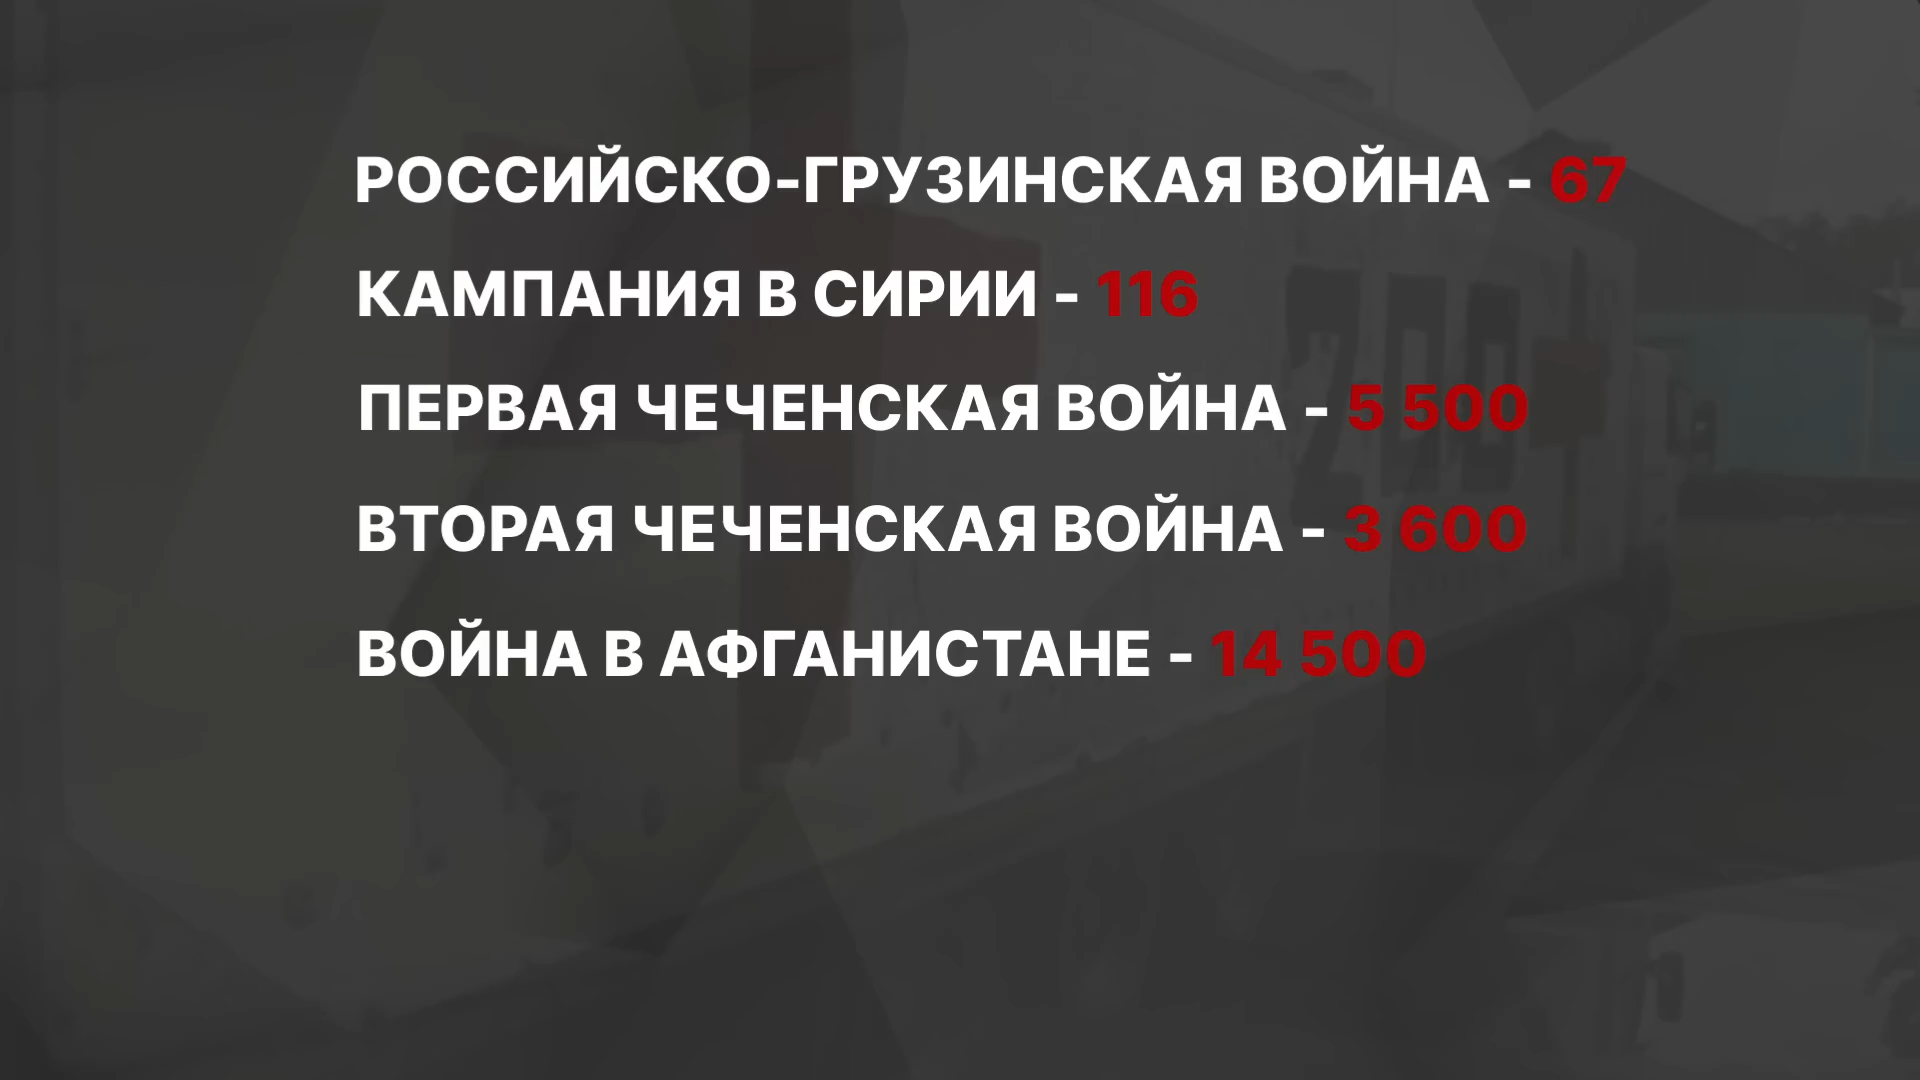 РОССИЙСКО-ГРУЗИНСКАЯ ВОЙНА - 67
КАМПАНИЯ В СИРИИ - 116
ПЕРВАЯ ЧЕЧЕНСКАЯ ВОЙНА - 5 500
ВТОРАЯ ЧЕЧЕНСКАЯ ВОЙНА - 3 600
ВОЙНА В АФГАНИСТАНЕ - 14 500
200